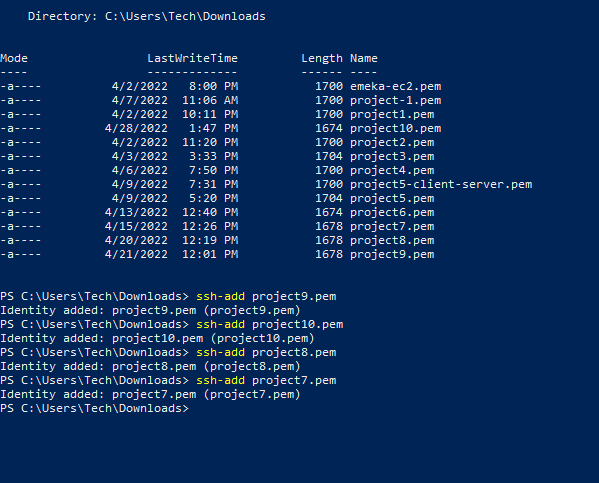 Directory: C:\Users\Tech\Downloads
Mode LastWriteTime Length Name
---- ------------- ------ ----
-a---- 4/2/2022 8:00 PM 1700 emeka-ec2.pem
-a---- 4/7/2022 11:06 AM 1700 project-1.pem
-a---- 4/2/2022 10:11 PM 1700 project1.pem
-a---- 4/28/2022 1:47 PM 1674 project10.pem
-a---- 4/2/2022 11:20 PM 1700 project2.pem
-a---- 4/3/2022 3:33 PM 1704 project3.pem
-a---- 4/6/2022 7:50 PM 1700 project4.pem
-a---- 4/9/2022 7:31 PM 1700 project5-client-server.pem
-a---- 4/9/2022 5:20 PM 1704 project5.pem
-a---- 4/13/2022 12:40 PM 1674 project6.pem
-a---- 4/15/2022 12:26 PM 1678 project7.pem
-a---- 4/20/2022 12:19 PM 1678 project8.pem
-a---- 4/21/2022 12:01 PM 1678 project9.pem
PS C:\Users\Tech\Downloads> ssh-add project9.pem
Identity added: project9.pem (project9.pem)
PS C:\Users\Tech\Downloads> ssh-add project10.pem
Identity added: project10.pem (project10.pem)
PS C:\Users\Tech\Downloads> ssh-add project8.pem
Identity added: project8.pem (project8.pem)
PS C:\Users\Tech\Downloads> ssh-add project7.pem
Identity added: project7.pem (project7.pem)
PS C:\Users\Tech\Downloads>